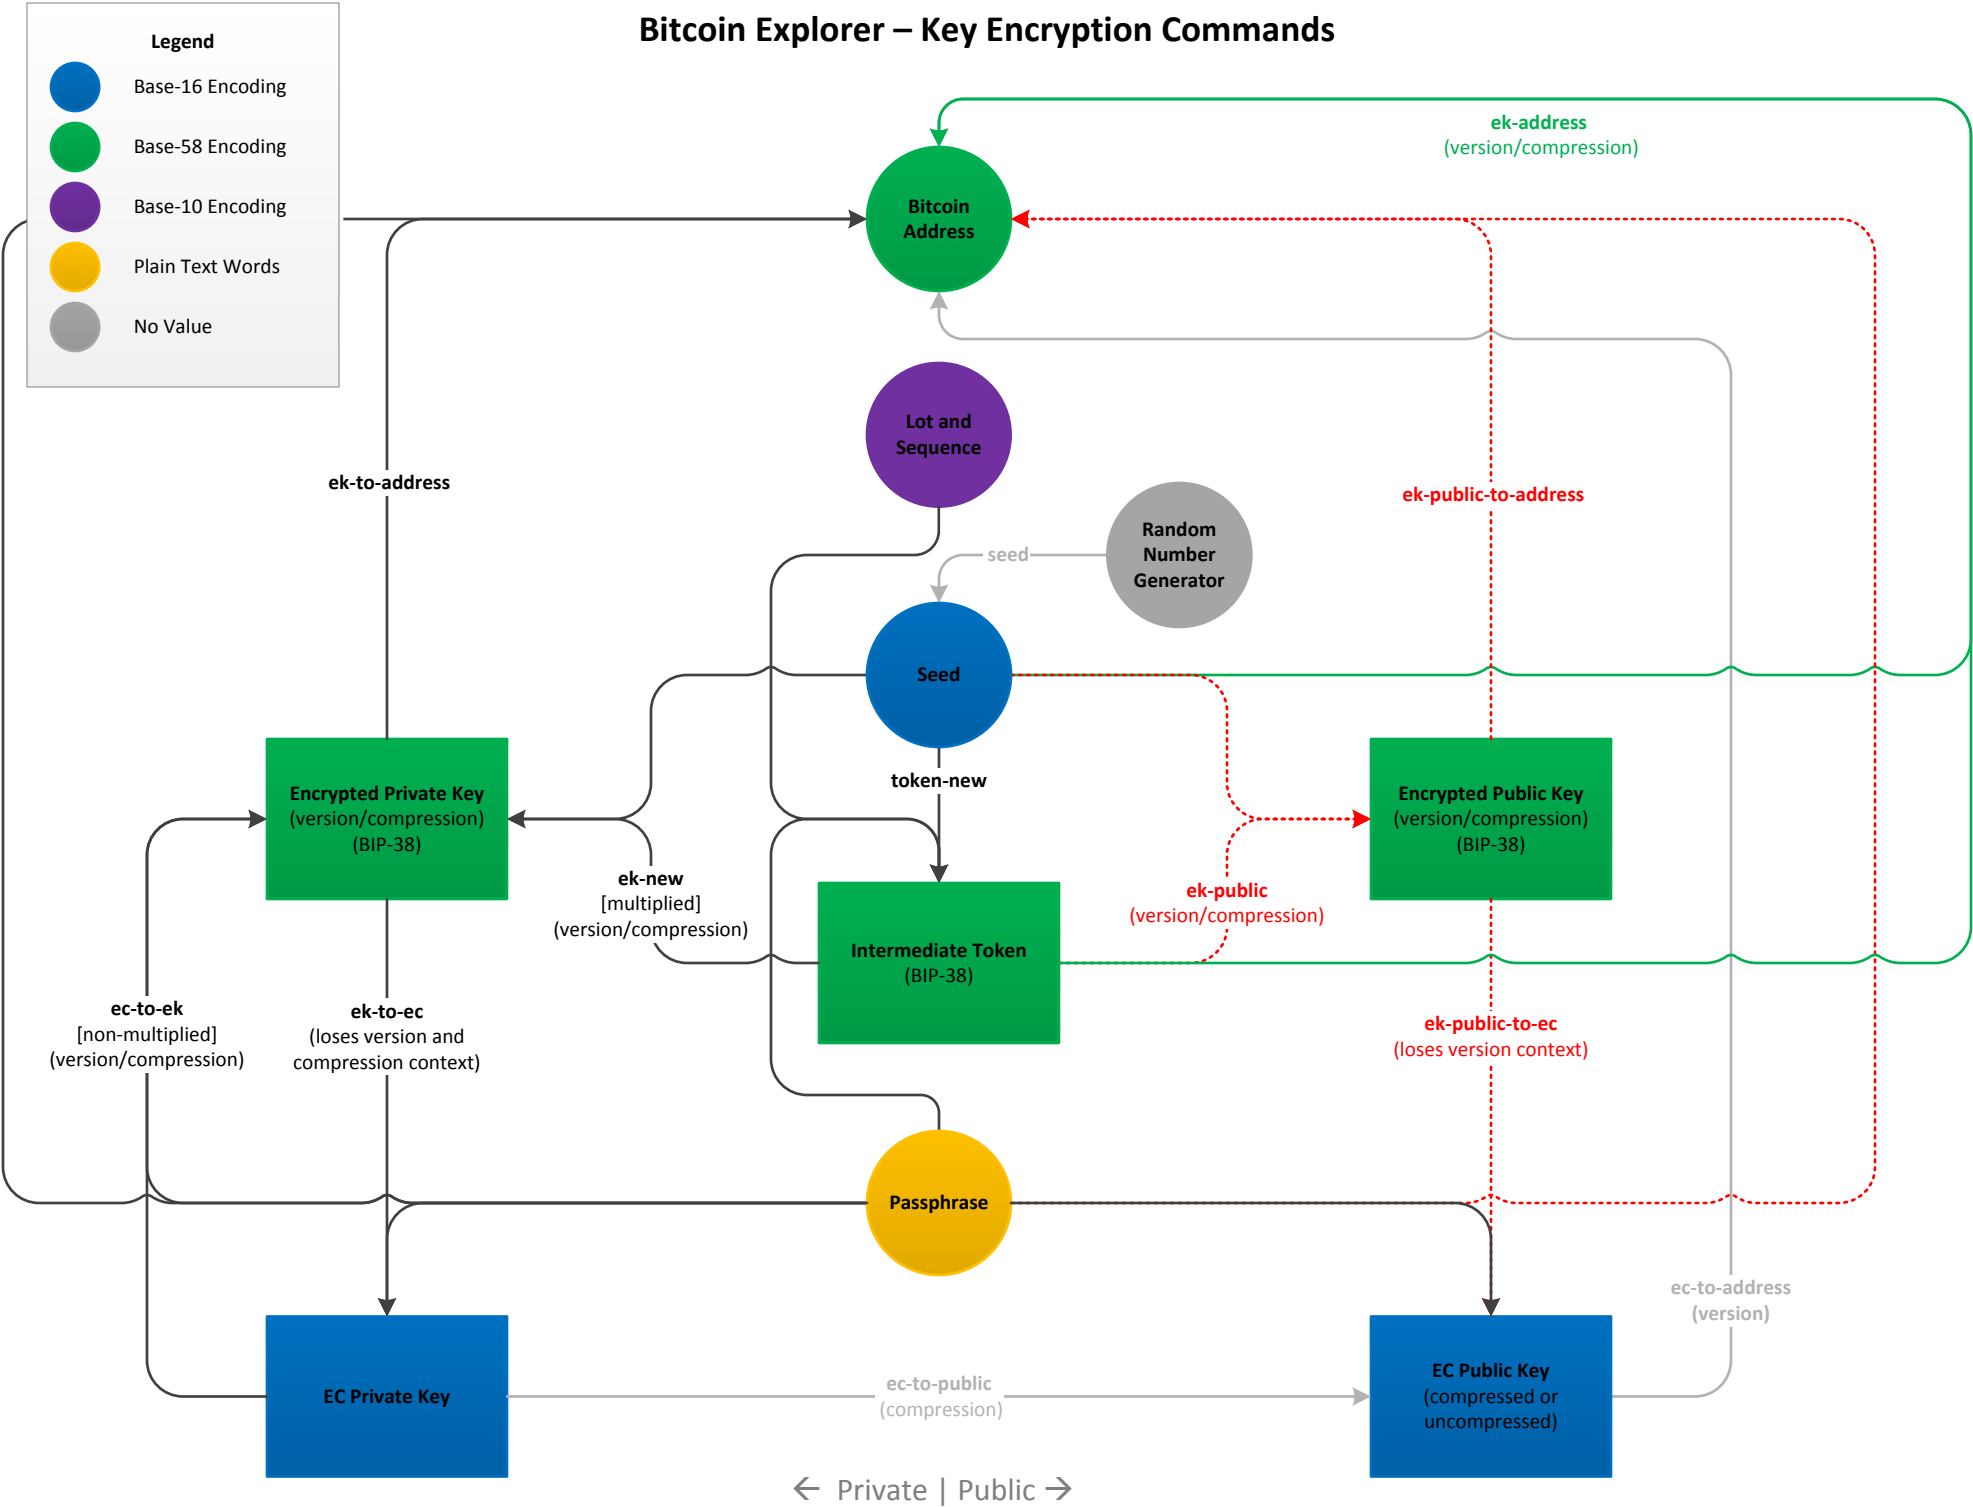 Bitcoin Explorer – Key Encryption Commands
Legend
Base-16 Encoding
Base-58 Encoding
Base-10 Encoding
Plain Text Words
No Value
ek-address
(version/compression)
Bitcoin
Address
Lot and
Sequence
ek-to-address
ek-public-to-address
Random
Number
Generator
seed
Seed
token-new
Encrypted Private Key
(version/compression)
(BIP-38)
Encrypted Public Key
(version/compression)
(BIP-38)
ek-new
[multiplied]
(version/compression)
ek-public
(version/compression)
Intermediate Token
(BIP-38)
ec-to-ek
[non-multiplied]
(version/compression)
ek-to-ec
(loses version and
compression context)
ek-public-to-ec
(loses version context)
Passphrase
ec-to-address
(version)
EC Private Key
ec-to-public
(compression)
EC Public Key
(compressed or
uncompressed)
← Private | Public →